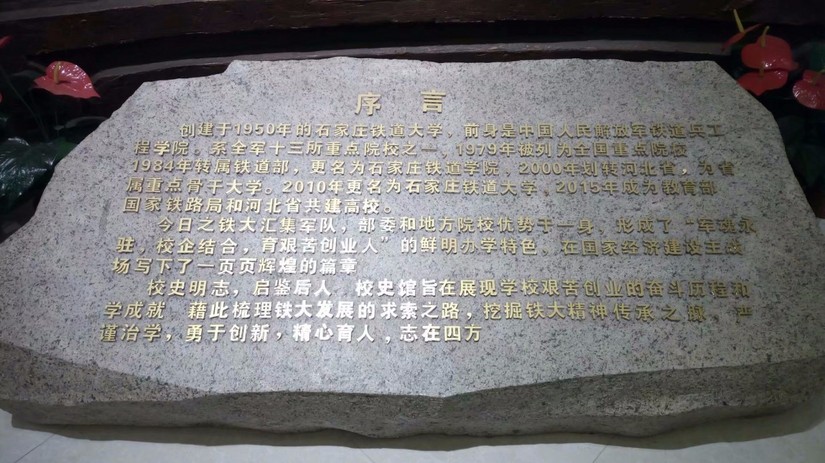 序言
创建于1950年的石家庄铁道大学，前身是中国人民解放军铁道兵工
程学院。系全军十三所重点院校之一，1979年被列为全国重点院校
1984年转属铁道部，更名为石家庄铁道学院，2000年划转河北省，为省
属重点骨干大学。2010年更名为石家庄铁道大学，2015年成为教育部
国家铁路局和河北省共建高校。
今日之铁大汇集军队，部委和地方院校优势于一身，形成了“军魂永
驻，校企结合，育艰苦创业人”的鲜明办学特色、在国家经济建设主战
场写下了一页页辉煌的篇章
校史明志，启鉴后人 校史馆旨在展现学校艰苦创业的奋斗历程和
学成就 藉此梳理铁大发展的求索之路，挖掘铁大精神传承之源，严
谨治学，勇于创新，精心育人，志在四方